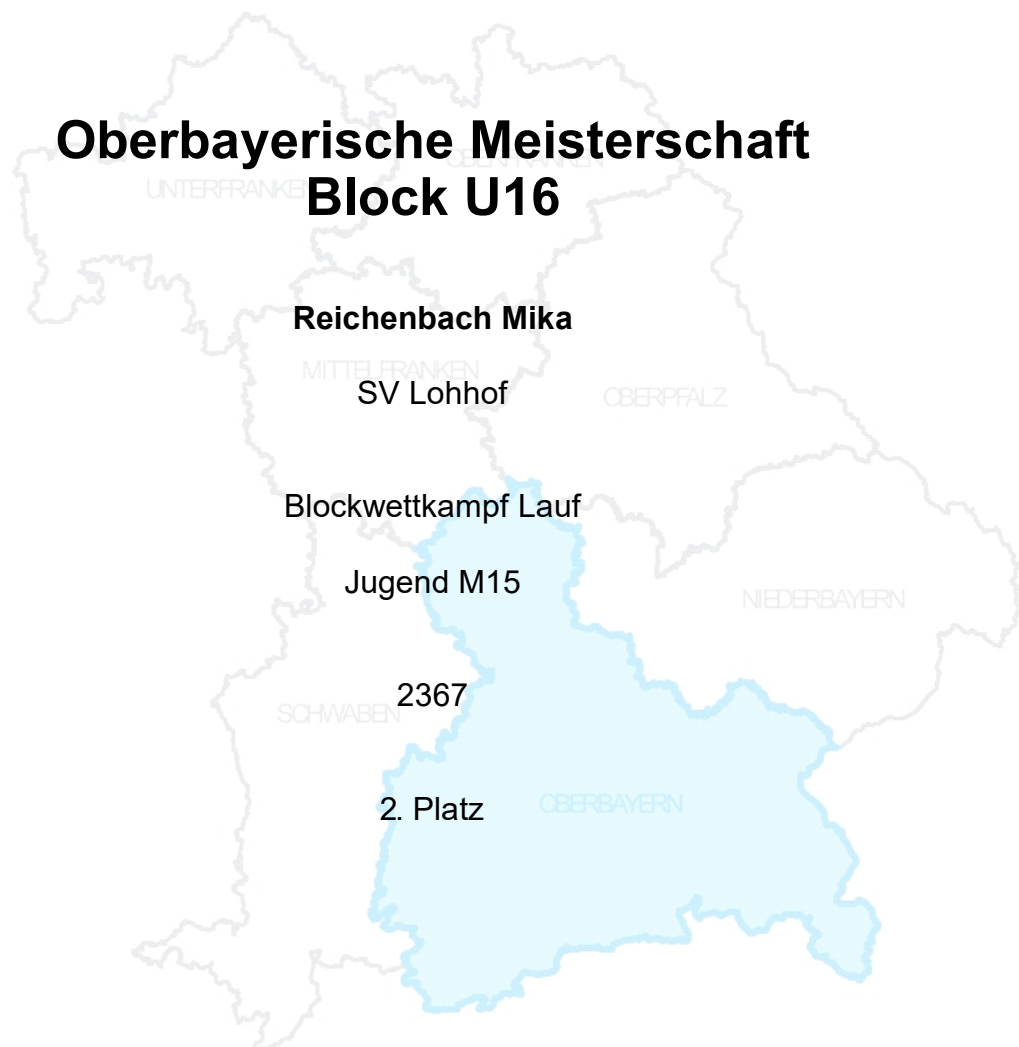 Oberbayerische Meisterschaft
OBERFRANKEN
UNTERFRANKEN
Block U16
Reichenbach Mika
MITTELFRANKEN
SV Lohhof
OBERPFALZ
Blockwettkampf Lauf
Jugend M15
NIEDERBAYERN
2367
SCHWABEN
2. Platz
OBERBAYERN